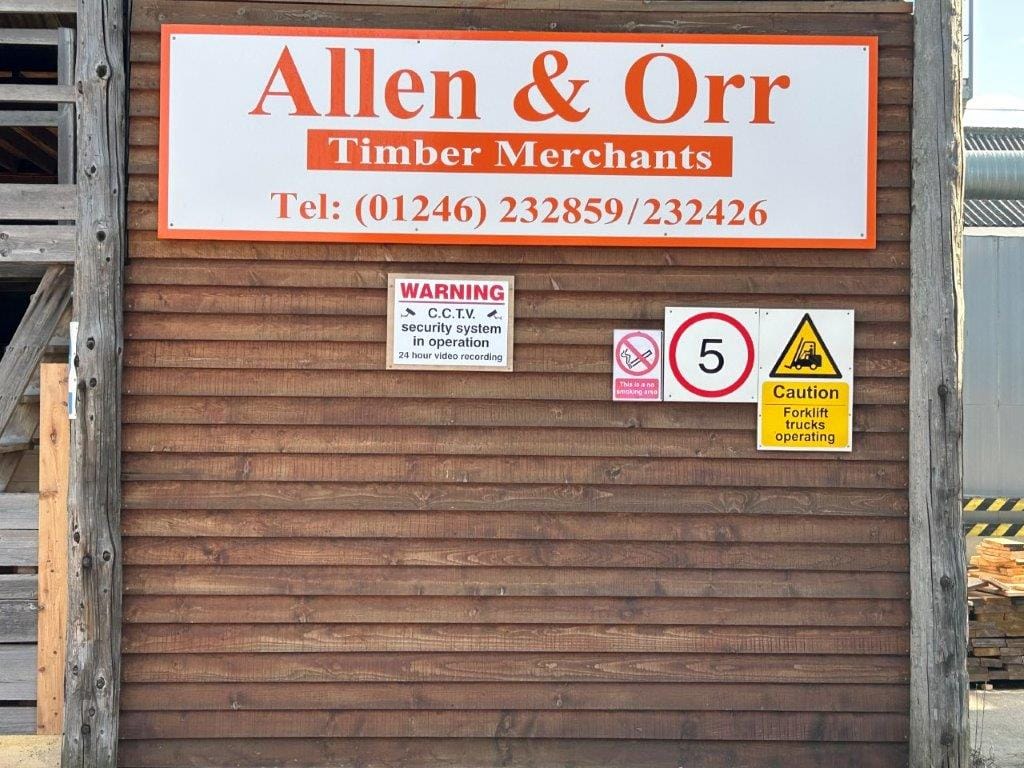 Allen & Orr
Timber Merchants
Tel: (01246) 232859/232426
WARNING
C.C.T.V.
security system
in operation
24 hour video recording
This is a no
smoking area
5
Caution
Forklift
trucks
operating